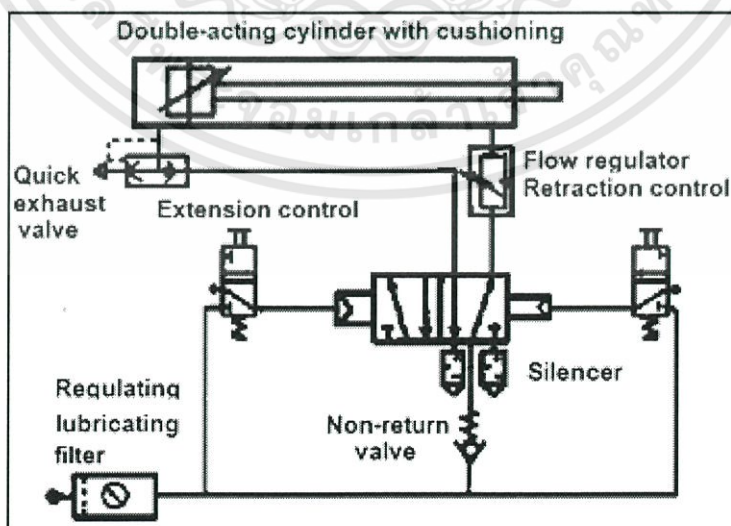 Double-acting cylinder with cushioning
Quick
exhaust
valve
Extension control
Flow regulator
Retraction control
Silencer
Regulating
lubricating
filter
Non-return
valve